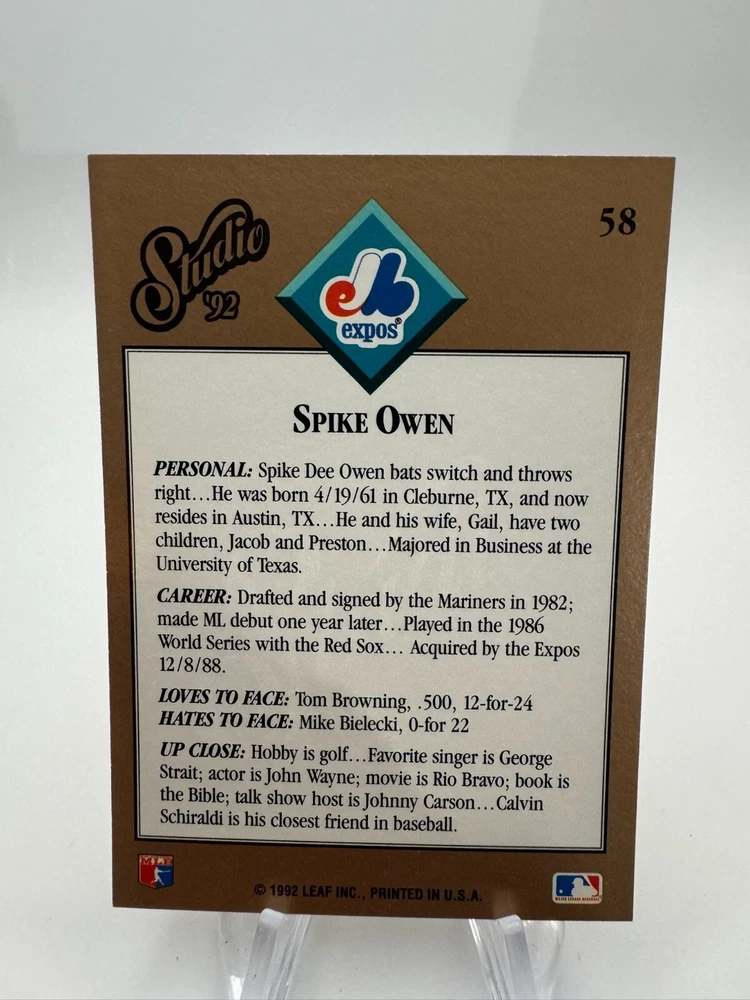 Studio
'92
58
expos®
SPIKE OWEN
PERSONAL: Spike Dee Owen bats switch and throws
right...He was born 4/19/61 in Cleburne, TX, and now
resides in Austin, TX...He and his wife, Gail, have two
children, Jacob and Preston...Majored in Business at the
University of Texas.
CAREER: Drafted and signed by the Mariners in 1982;
made ML debut one year later...Played in the 1986
World Series with the Red Sox... Acquired by the Expos
12/8/88.
LOVES TO FACE: Tom Browning, .500, 12-for-24
HATES TO FACE: Mike Bielecki, 0-for 22
UP CLOSE: Hobby is golf...Favorite singer is George
Strait; actor is John Wayne; movie is Rio Bravo; book is
the Bible; talk show host is Johnny Carson...Calvin
Schiraldi is his closest friend in baseball.
© 1992 LEAF INC., PRINTED IN U.S.A.
MAJOR LEAGUE BASEBALL